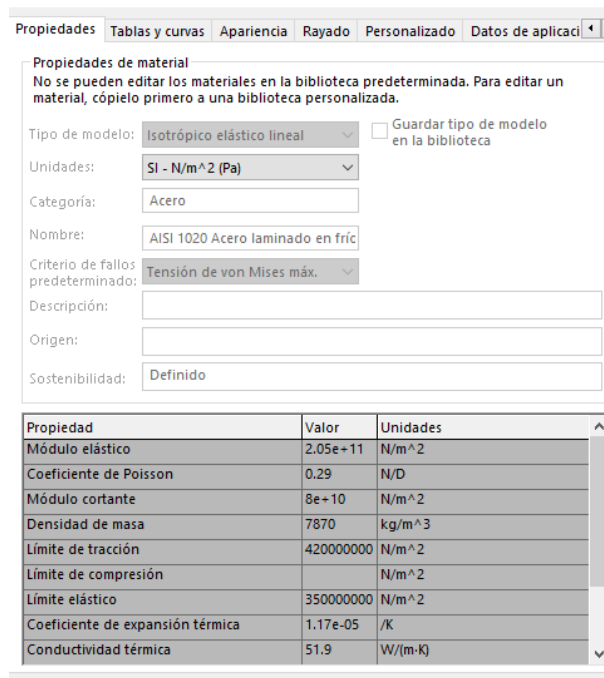 Propiedades Tablas y curvas Apariencia Rayado Personalizado Datos de aplicaci
Propiedades de material
No se pueden editar los materiales en la biblioteca predeterminada. Para editar un
material, cópielo primero a una biblioteca personalizada.
Tipo de modelo: Isotrópico elástico lineal Guardar tipo de modelo
en la biblioteca
Unidades: SI - N/m^2 (Pa)
Categoría: Acero
Nombre: AISI 1020 Acero laminado en fríc
Criterio de fallos
predeterminado: Tensión de von Mises máx.
Descripción:
Origen:
Sostenibilidad: Definido
Propiedad Valor Unidades
Módulo elástico 2.05e+11 N/m^2
Coeficiente de Poisson 0.29 N/D
Módulo cortante 8e+10 N/m^2
Densidad de masa 7870 kg/m^3
Límite de tracción 420000000 N/m^2
Límite de compresión N/m^2
Límite elástico 350000000 N/m^2
Coeficiente de expansión térmica 1.17e-05 /K
Conductividad térmica 51.9 W/(m·K)